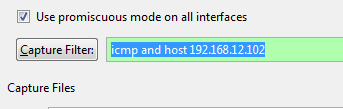 Use promiscuous mode on all interfaces
Capture Filter: icmp and host 192.168.12.102
Capture Files